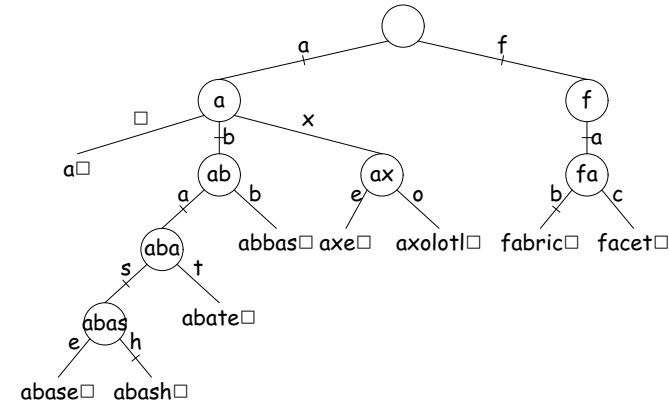 a f
a f
□ b x a
a□ ab ax fa
a b e o b c
aba abbas□ axe□ axolotl□ fabric□ facet□
s t
abas abate□
e h
abase□ abash□